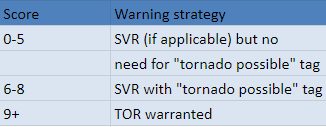 Score Warning strategy
0-5 SVR (if applicable) but no
need for "tornado possible" tag
6-8 SVR with "tornado possible" tag
9+ TOR warranted